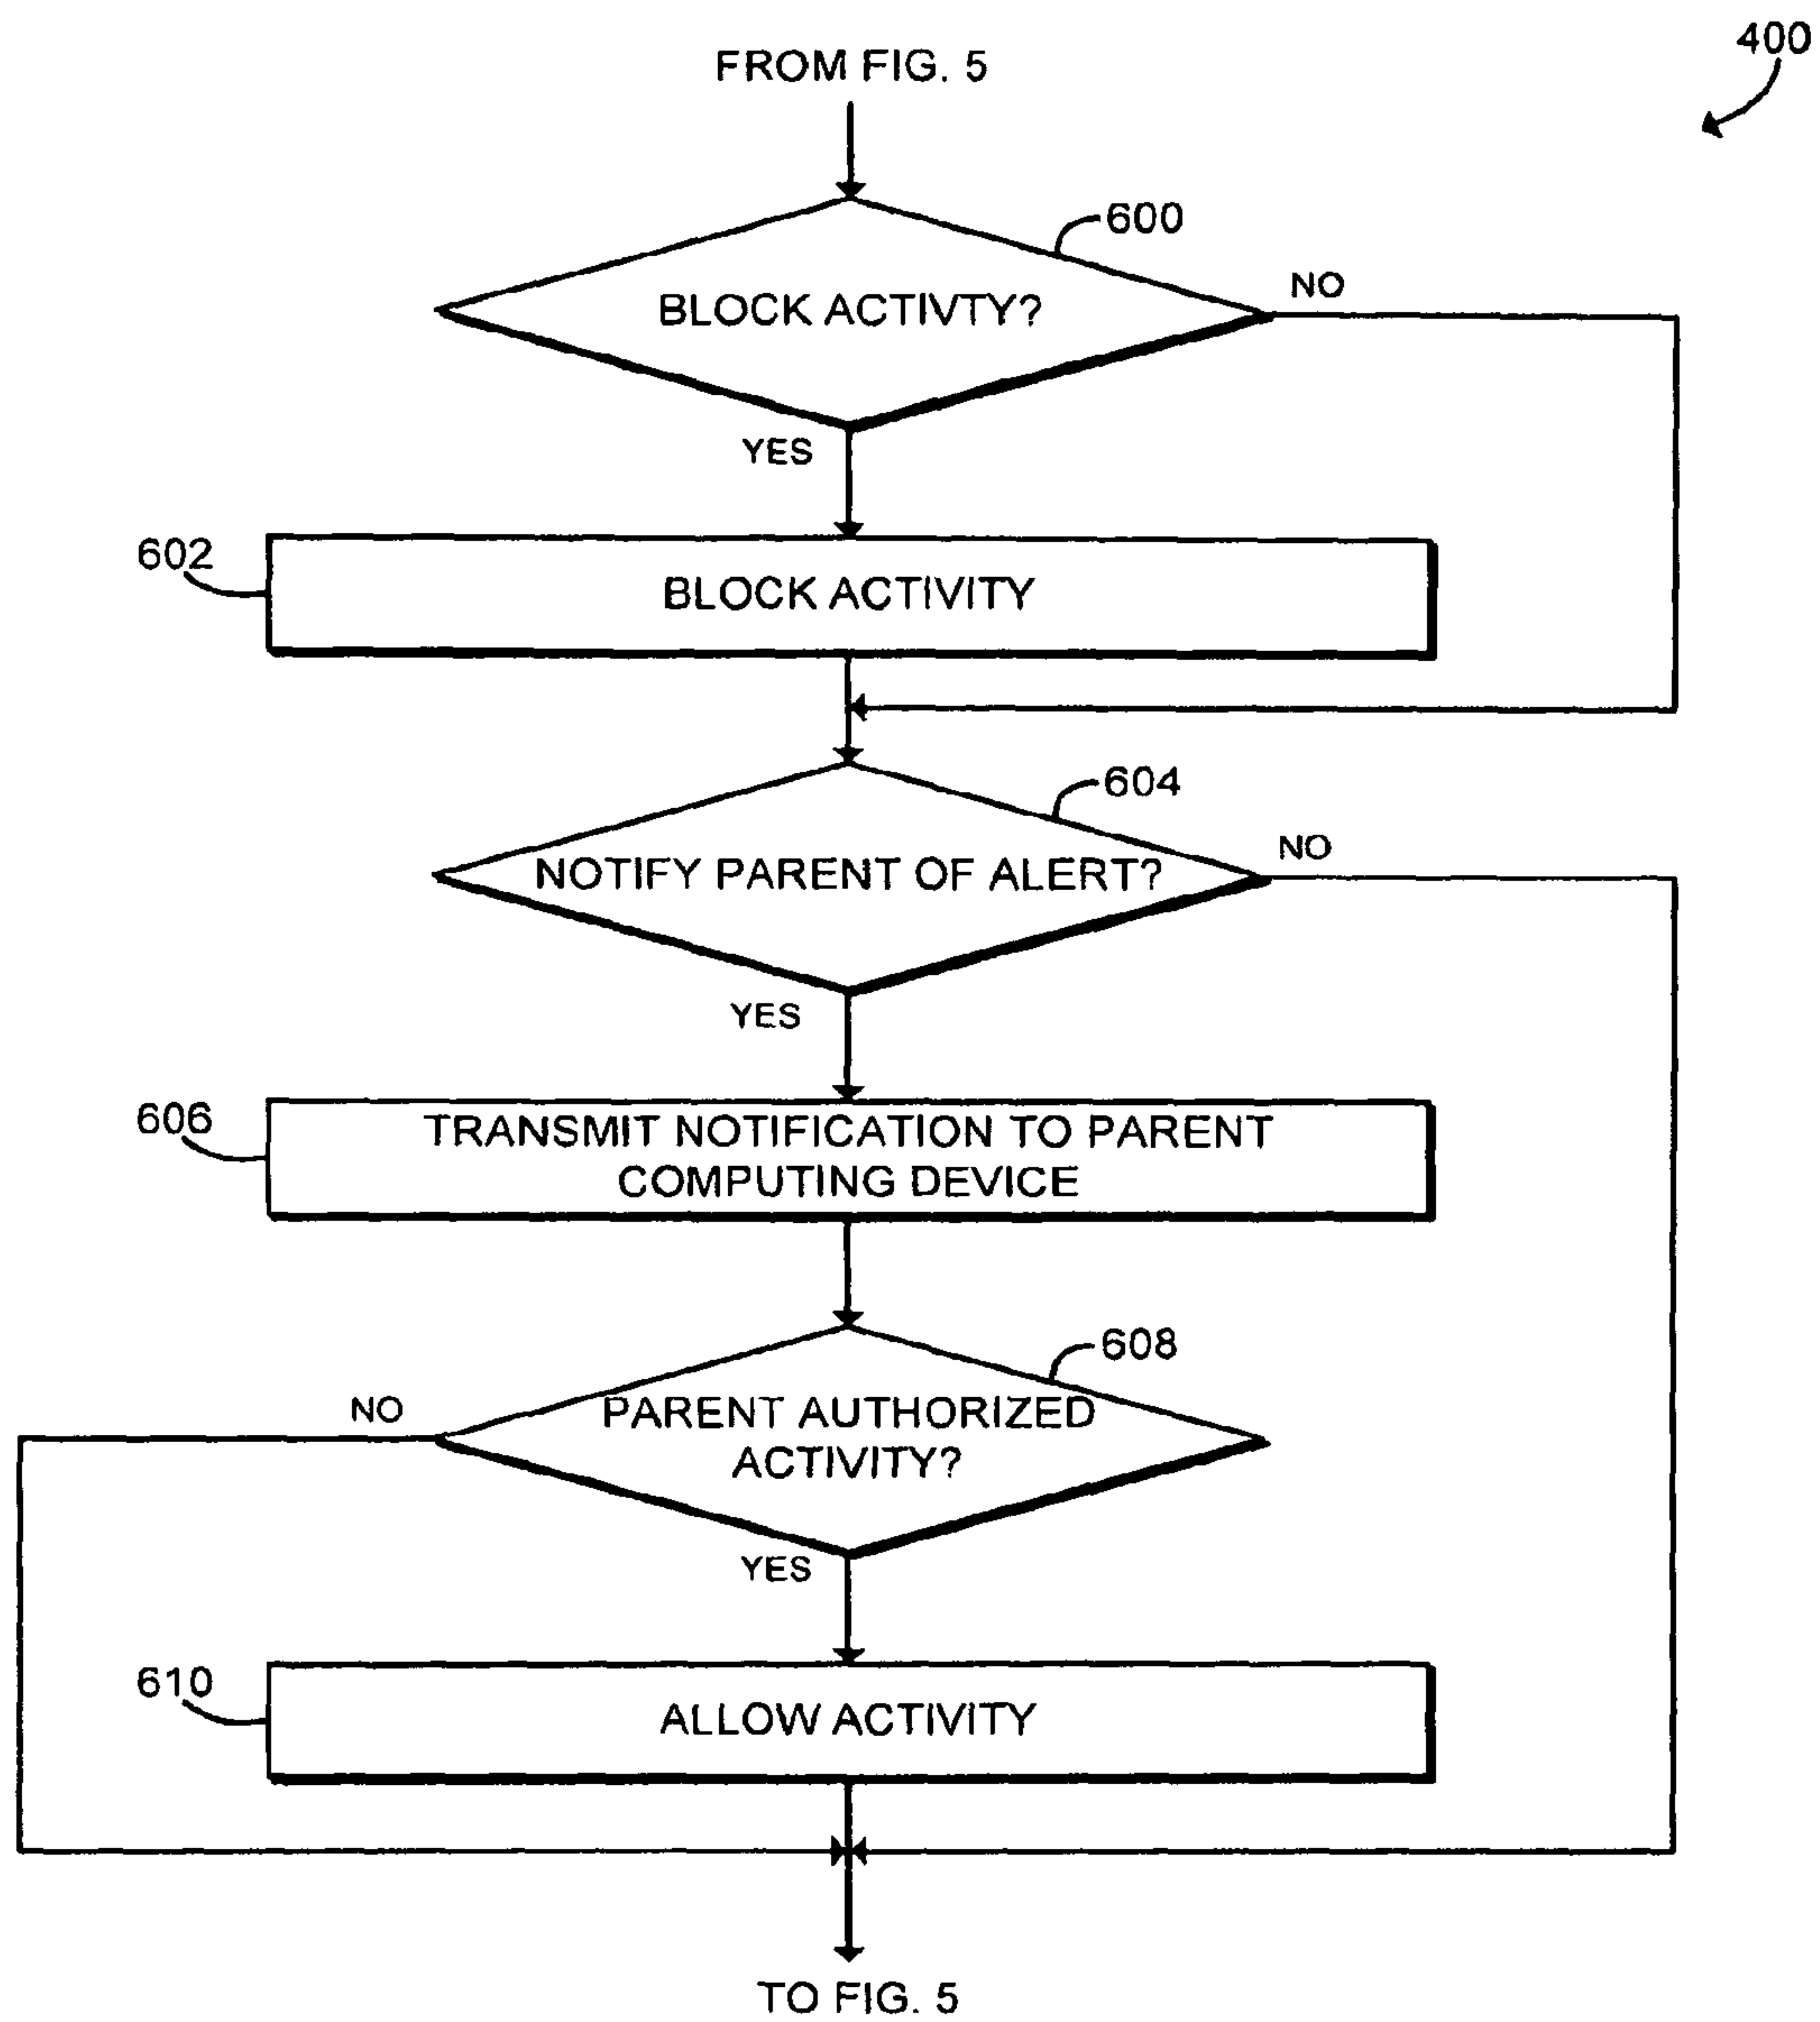 400
FROM FIG. 5
600
NO
BLOCK ACTIVTY?
YES
602
BLOCK ACTIVITY
604
NO
NOTIFY PARENT OF ALERT?
YES
606
TRANSMIT NOTIFICATION TO PARENT
COMPUTING DEVICE
608
NO
PARENT AUTHORIZED
ACTIVITY?
YES
610
ALLOW ACTIVITY
TO FIG. 5